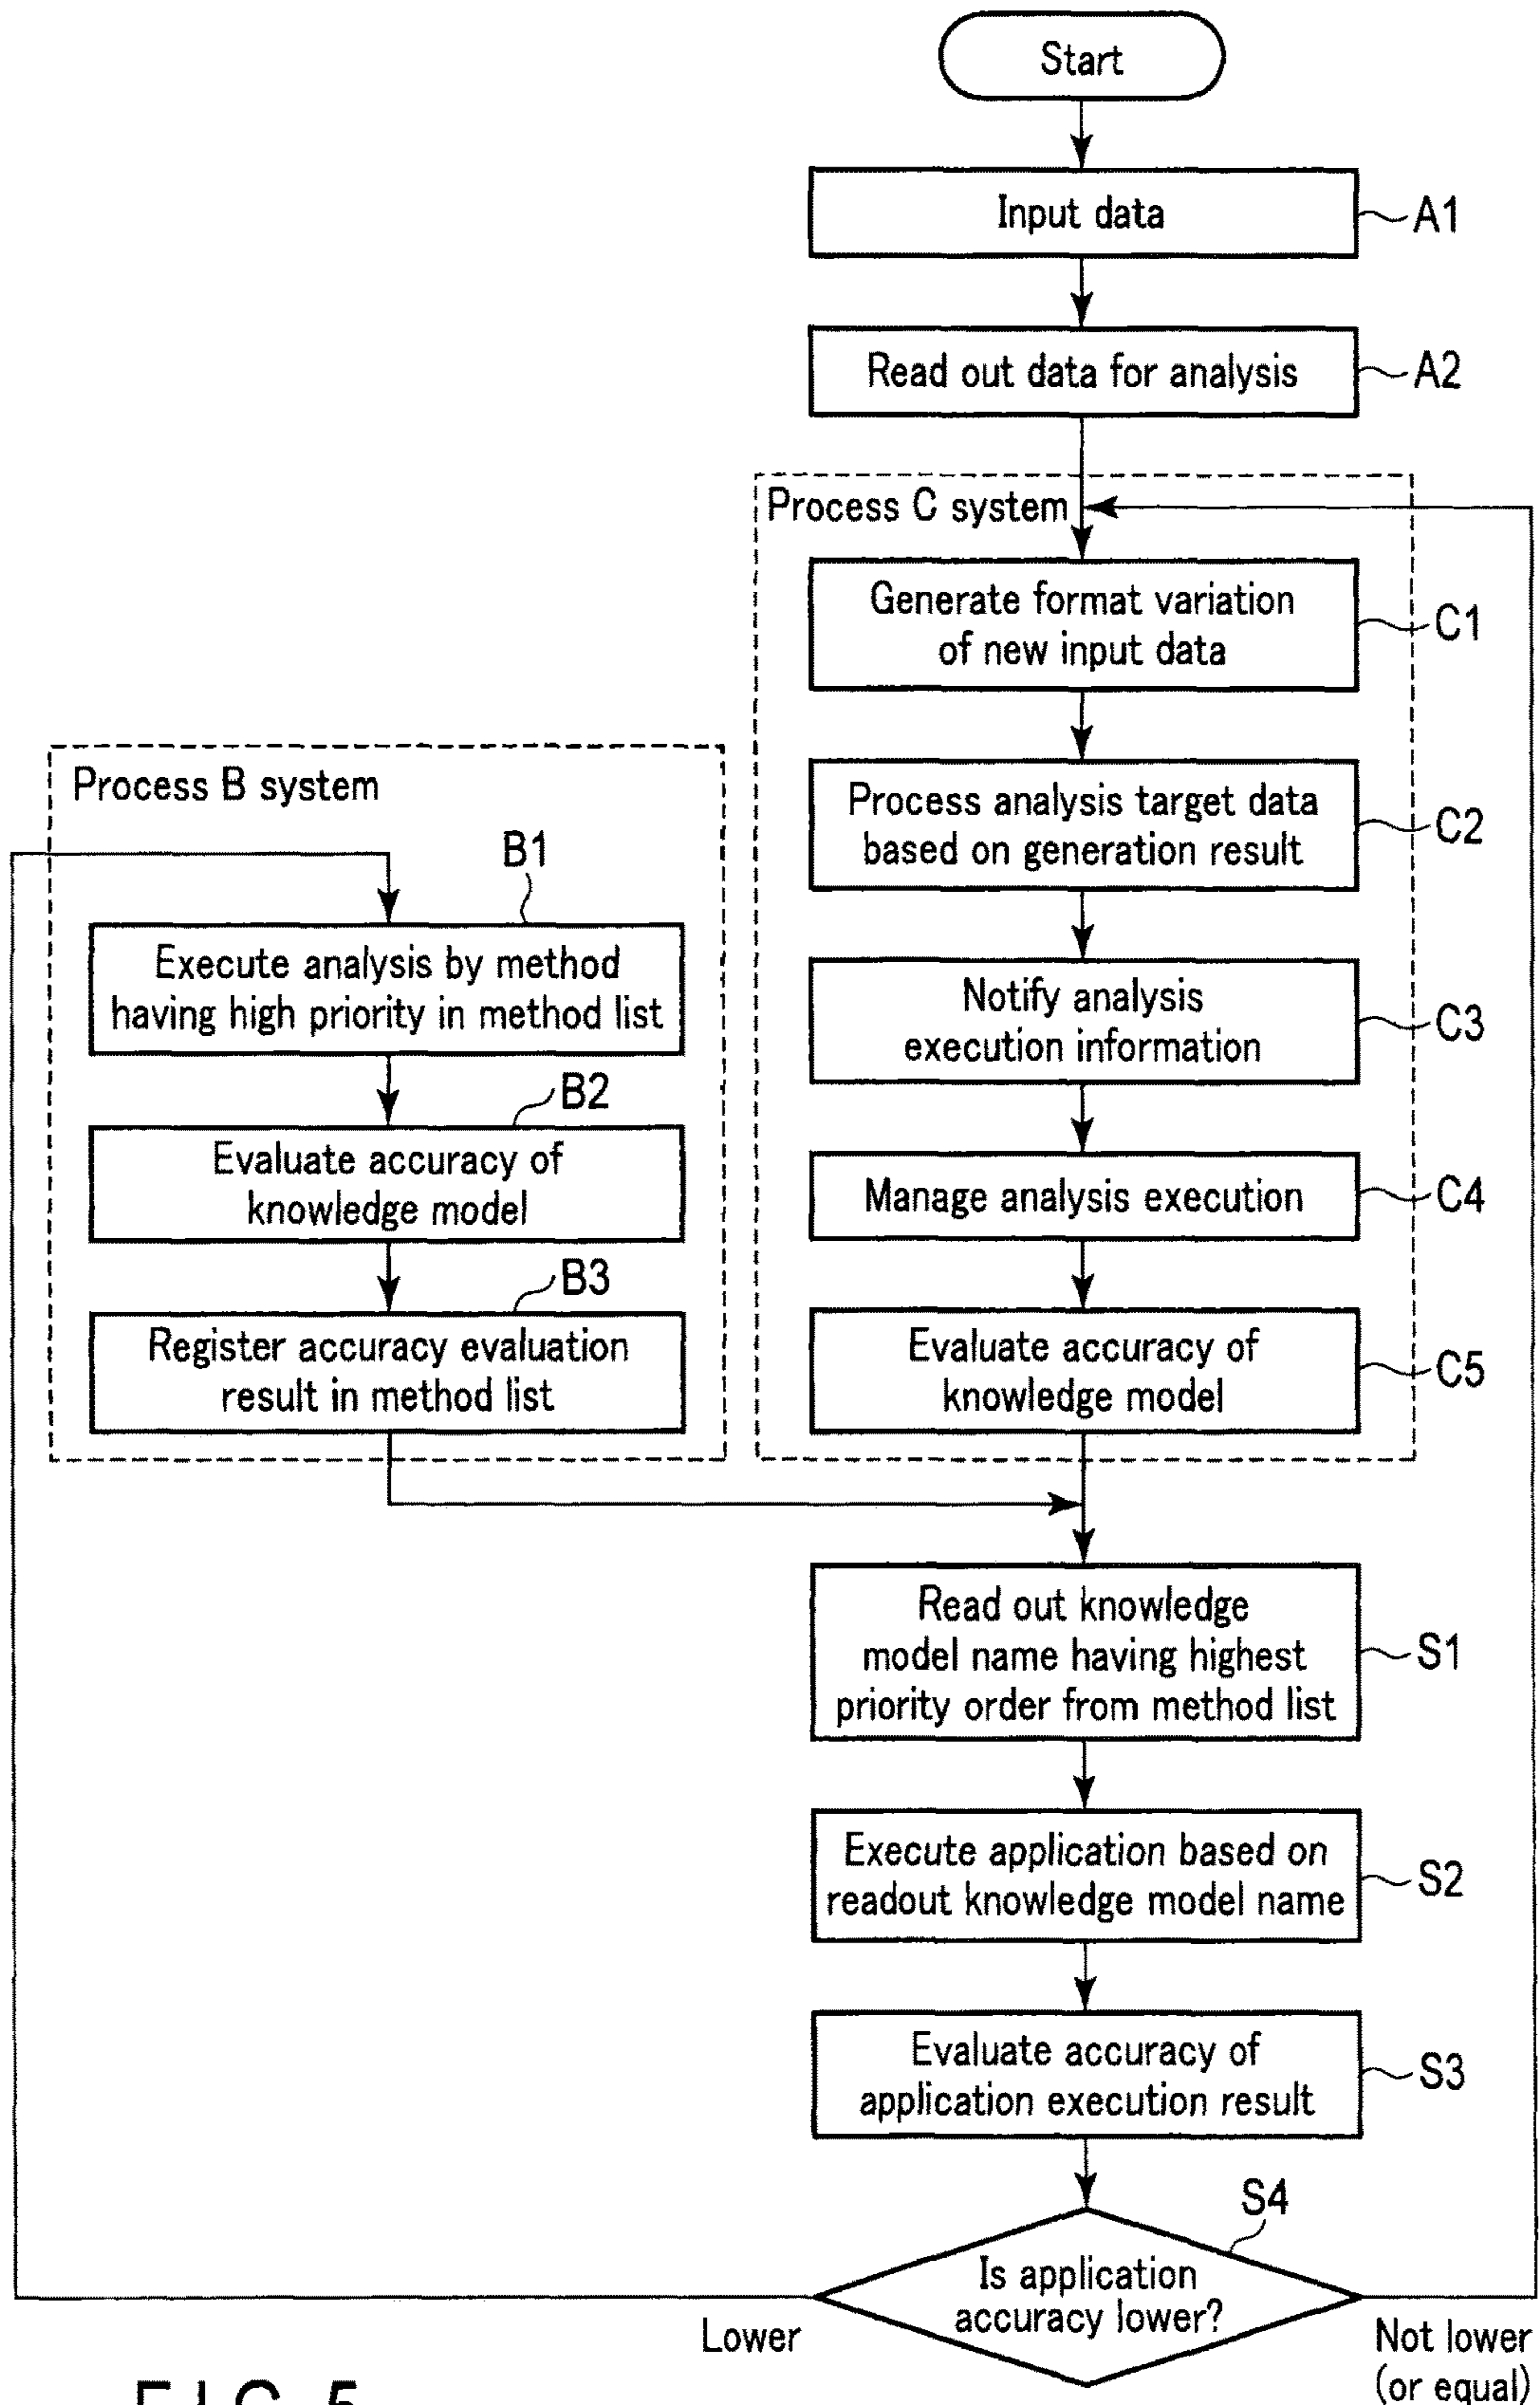 Start
Input data
A1
Read out data for analysis
A2
Process C system
Generate format variation
of new input data
C1
Process analysis target data
based on generation result
C2
Notify analysis
execution information
C3
Manage analysis execution
C4
Evaluate accuracy of
knowledge model
C5
Process B system
B1
Execute analysis by method
having high priority in method list
B2
Evaluate accuracy of
knowledge model
B3
Register accuracy evaluation
result in method list
Read out knowledge
model name having highest
priority order from method list
S1
Execute application based on
readout knowledge model name
S2
Evaluate accuracy of
application execution result
S3
S4
Is application
accuracy lower?
Lower
Not lower
(or equal)
FIG. 5